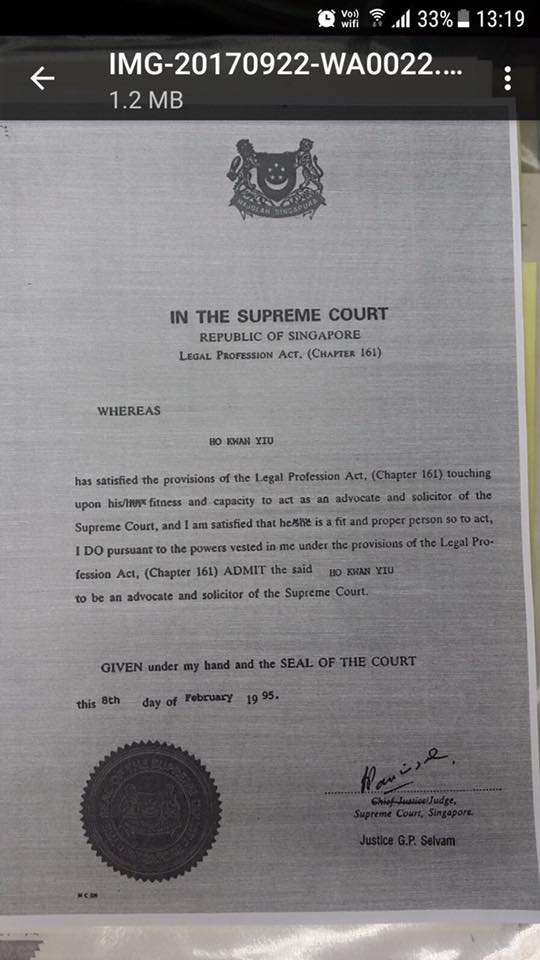 Vo)) wifi 33% 13:19
IMG-20170922-WA0022....
1.2 MB
MAJULAH SINGAPURA
IN THE SUPREME COURT
REPUBLIC OF SINGAPORE
LEGAL PROFESSION ACT, (CHAPTER 161)
WHEREAS
HO KWAN YIU
has satisfied the provisions of the Legal Profession Act, (Chapter 161) touching
upon his/ fitness and capacity to act as an advocate and solicitor of the
Supreme Court, and I am satisfied that he/she is a fit and proper person so to act,
I DO pursuant to the powers vested in me under the provisions of the Legal Pro-
fession Act, (Chapter 161) ADMIT the said HO KWAN YIU
to be an advocate and solicitor of the Supreme Court.
GIVEN under my hand and the SEAL OF THE COURT
this 8th day of February 1995.
Chief Justice/Judge,
Supreme Court, Singapore.
Justice G.P. Selvam